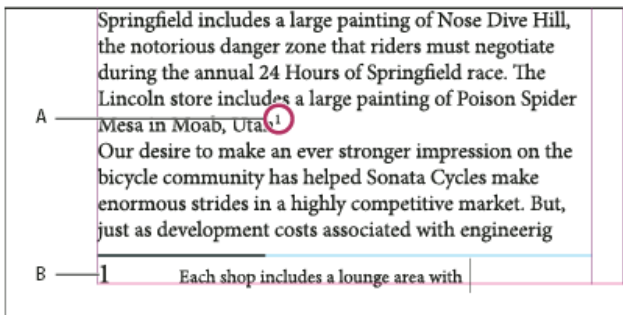 Springfield includes a large painting of Nose Dive Hill,
the notorious danger zone that riders must negotiate
during the annual 24 Hours of Springfield race. The
Lincoln store includes a large painting of Poison Spider
A
Mesa in Moab, Utah¹
Our desire to make an ever stronger impression on the
bicycle community has helped Sonata Cycles make
enormous strides in a highly competitive market. But,
just as development costs associated with engineerig
B 1 Each shop includes a lounge area with